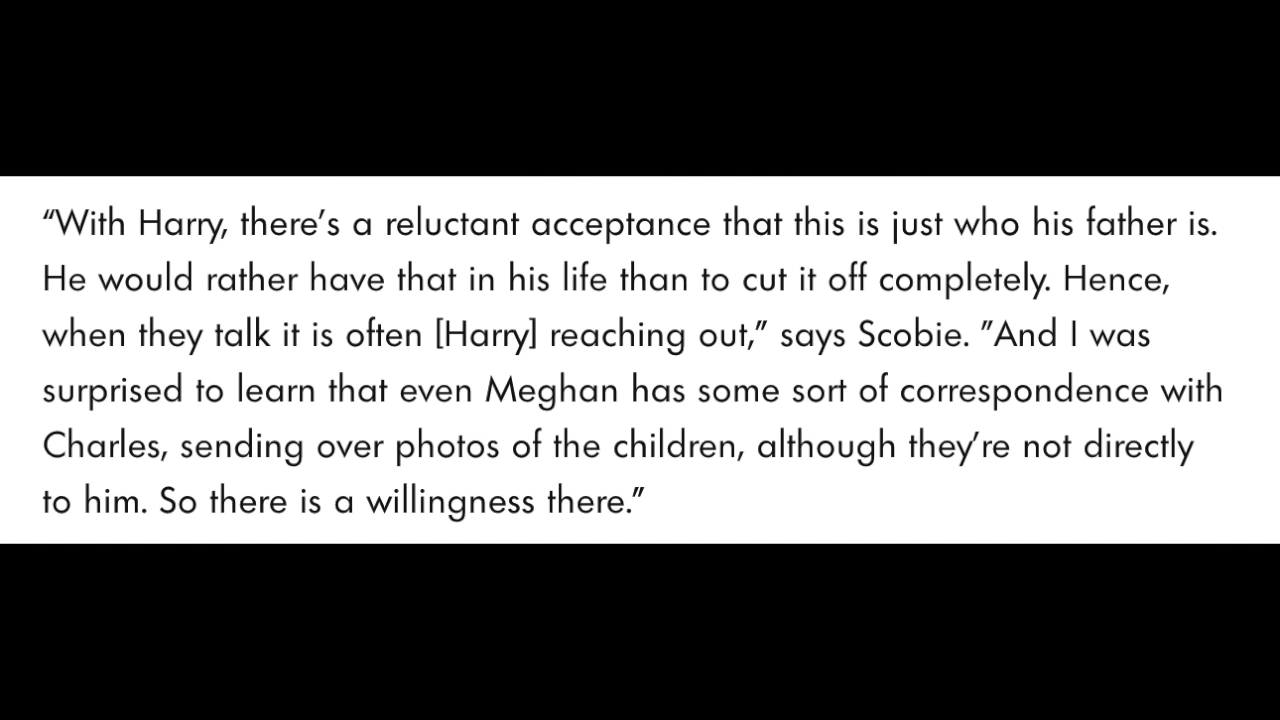 “With Harry, there’s a reluctant acceptance that this is just who his father is.
He would rather have that in his life than to cut it off completely. Hence,
when they talk it is often [Harry] reaching out,” says Scobie. ”And I was
surprised to learn that even Meghan has some sort of correspondence with
Charles, sending over photos of the children, although they’re not directly
to him. So there is a willingness there.”